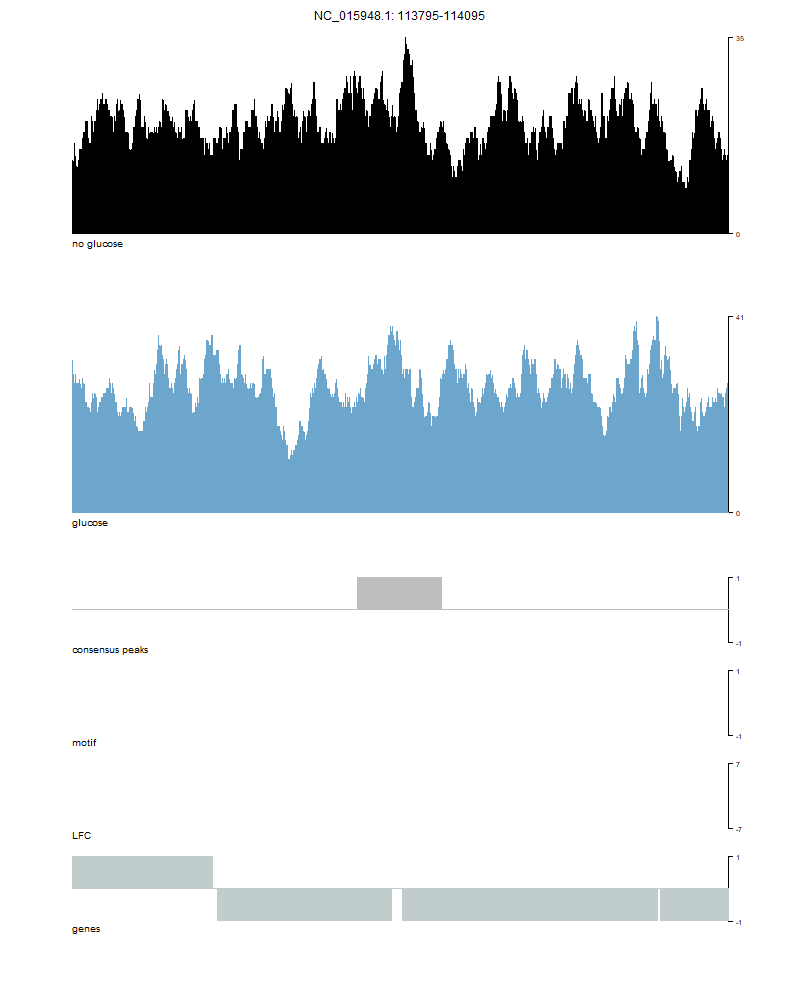 NC_015948.1: 113795-114095
35
0
no glucose
41
0
glucose
1
-1
consensus peaks
1
-1
motif
7
-7
LFC
1
-1
genes